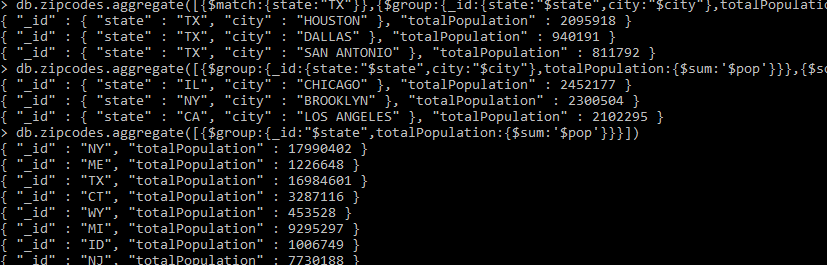 > db.zipcodes.aggregate([{$match:{state:"TX"}},{$group:{_id:{state:"$state",city:"$city"},totalPopulati
{ "_id" : { "state" : "TX", "city" : "HOUSTON" }, "totalPopulation" : 2095918 }
{ "_id" : { "state" : "TX", "city" : "DALLAS" }, "totalPopulation" : 940191 }
{ "_id" : { "state" : "TX", "city" : "SAN ANTONIO" }, "totalPopulation" : 811792 }
> db.zipcodes.aggregate([{$group:{_id:{state:"$state",city:"$city"},totalPopulation:{$sum:'$pop'}}},{$so
{ "_id" : { "state" : "IL", "city" : "CHICAGO" }, "totalPopulation" : 2452177 }
{ "_id" : { "state" : "NY", "city" : "BROOKLYN" }, "totalPopulation" : 2300504 }
{ "_id" : { "state" : "CA", "city" : "LOS ANGELES" }, "totalPopulation" : 2102295 }
> db.zipcodes.aggregate([{$group:{_id:"$state",totalPopulation:{$sum:'$pop'}}}])
{ "_id" : "NY", "totalPopulation" : 17990402 }
{ "_id" : "ME", "totalPopulation" : 1226648 }
{ "_id" : "TX", "totalPopulation" : 16984601 }
{ "_id" : "CT", "totalPopulation" : 3287116 }
{ "_id" : "WY", "totalPopulation" : 453528 }
{ "_id" : "MI", "totalPopulation" : 9295297 }
{ "_id" : "ID", "totalPopulation" : 1006749 }
{ "_id" : "NJ", "totalPopulation" : 7730188 }